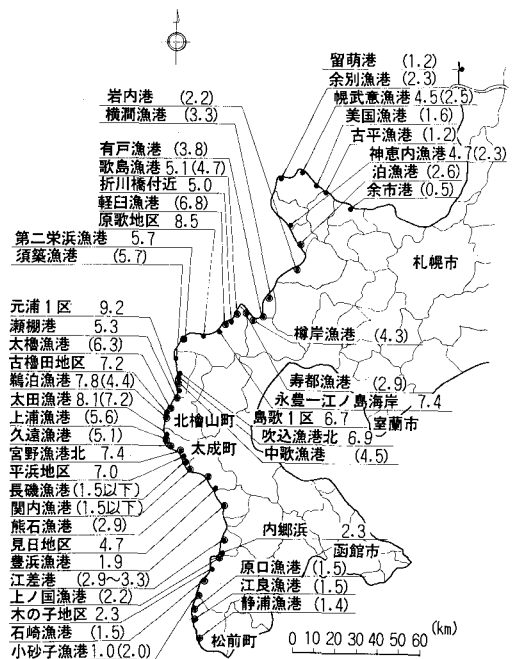 留萌港 (1.2)
余別漁港 (2.3)
幌武意漁港 4.5(2.5)
美国漁港 (1.6)
古平漁港 (1.2)
神恵内漁港 4.7(2.3)
泊漁港 (2.6)
余市港 (0.5)
岩内港 (2.2)
横澗漁港 (3.3)
有戸漁港 (3.8)
歌島漁港 5.1(4.7)
折川橋付近 5.0
軽臼漁港 (6.8)
原歌地区 8.5
第二栄浜漁港 5.7
須築漁港 (5.7)
札幌市
樽岸漁港 (4.3)
寿都漁港 (2.9)
永豊ー江ノ島海岸 7.4
島歌1区 6.7
室蘭市
吹込漁港北 6.9
中歌漁港 (4.5)
北檜山町
太成町
元浦1区 9.2
瀬棚港 5.3
太櫓漁港 (6.3)
古櫓田地区 7.2
鵜泊漁港 7.8(4.4)
太田漁港 8.1(7.2)
上浦漁港 (5.6)
久遠漁港 (5.1)
宮野漁港北 7.4
平浜地区 7.0
長磯漁港 (1.5以下)
関内漁港 (1.5以下)
熊石漁港 (2.9)
見日地区 4.7
豊浜漁港 1.9
江差港 (2.9〜3.3)
上ノ国漁港 (2.2)
木の子地区 2.3
石崎漁港 (1.5)
小砂子漁港 1.0(2.0)
内郷浜 2.3
函館市
原口漁港 (1.5)
江良漁港 (1.5)
静浦漁港 (1.4)
松前町
0 10 20 30 40 50 60 (km)